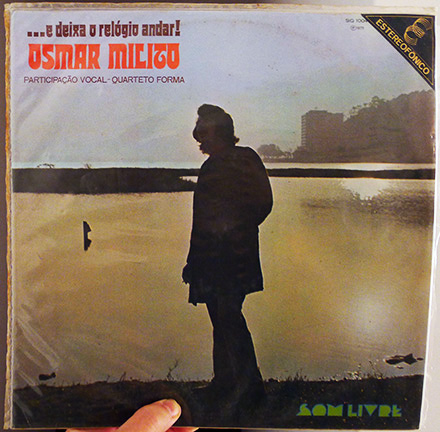 ...e deixa o relógio andar!
OSMAR MILITO
PARTICIPAÇÃO VOCAL - QUARTETO FORMA
ESTEREOFÔNICO
SOM LIVRE